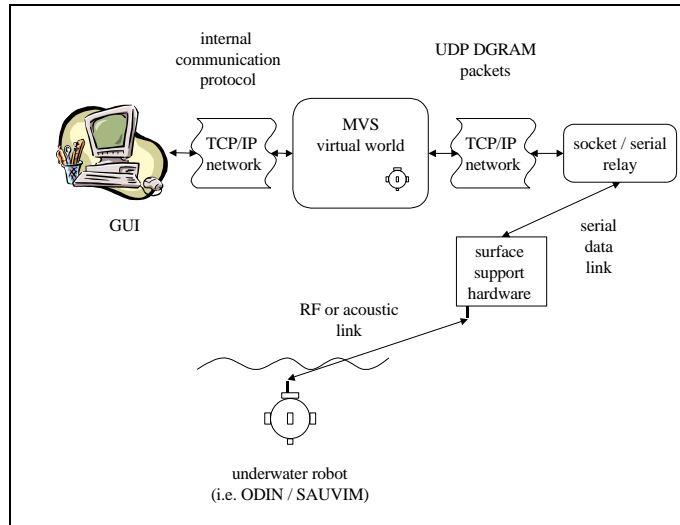 internal
communication
protocol
UDP DGRAM
packets
TCP/IP
network
MVS
virtual world
TCP/IP
network
socket / serial
relay
GUI
surface
support
hardware
serial
data
link
RF or acoustic
link
underwater robot
(i.e. ODIN / SAUVIM)